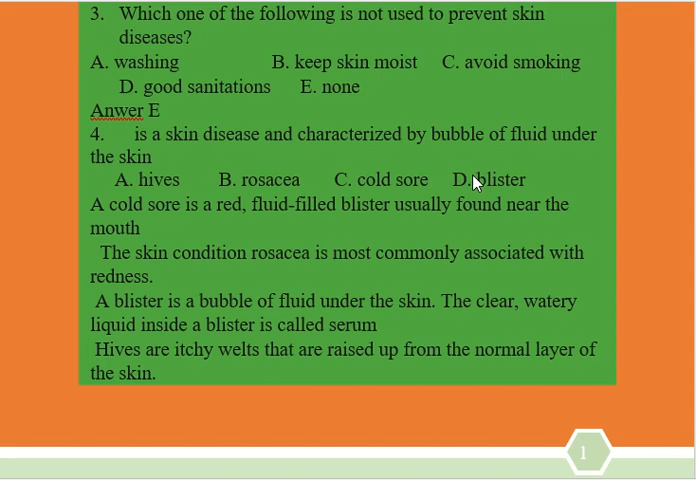 3. Which one of the following is not used to prevent skin
diseases?
A. washing B. keep skin moist C. avoid smoking
D. good sanitations E. none
Anwer E
4. is a skin disease and characterized by bubble of fluid under
the skin
A. hives B. rosacea C. cold sore D. blister
A cold sore is a red, fluid-filled blister usually found near the
mouth
The skin condition rosacea is most commonly associated with
redness.
A blister is a bubble of fluid under the skin. The clear, watery
liquid inside a blister is called serum
Hives are itchy welts that are raised up from the normal layer of
the skin.
1